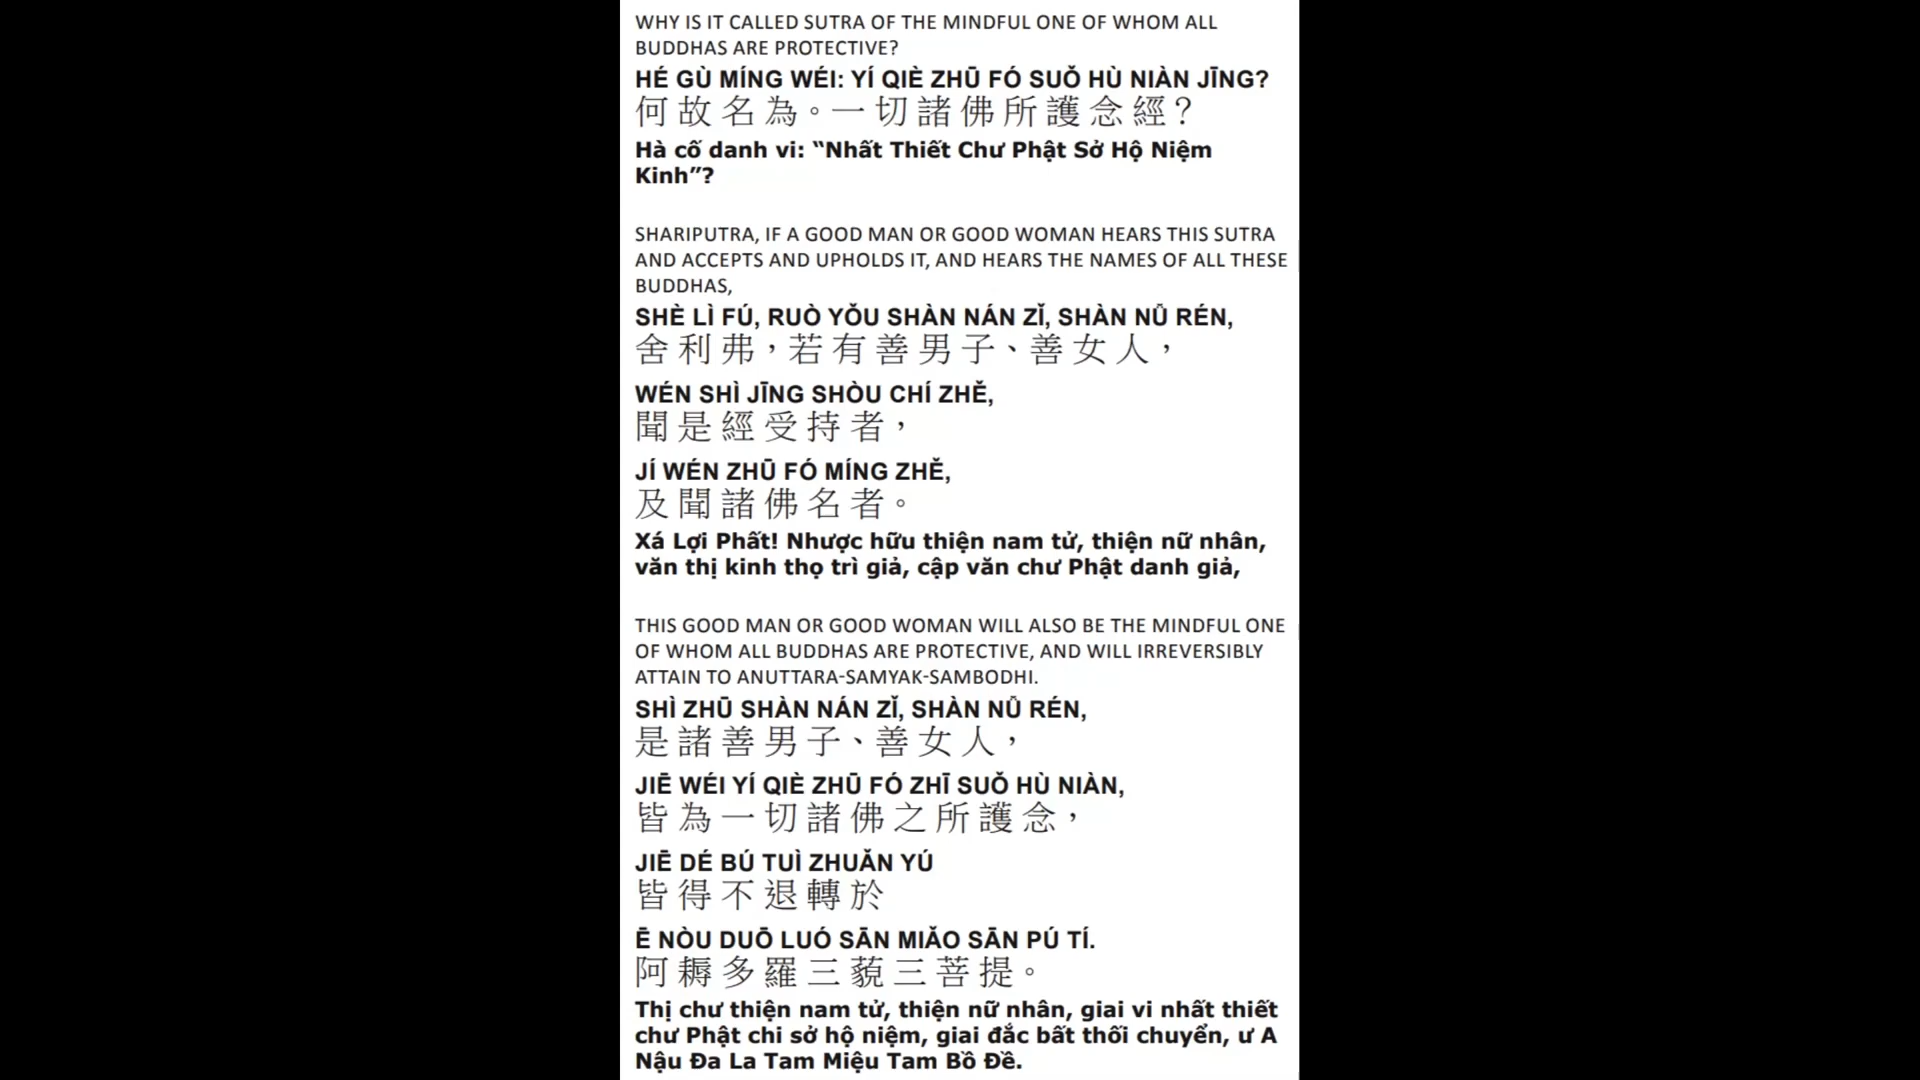 WHY IS IT CALLED SUTRA OF THE MINDFUL ONE OF WHOM ALL
BUDDHAS ARE PROTECTIVE?
HÉ GÙ MÍNG WÉI: YÍ QIÈ ZHŪ FÓ SUǑ HÙ NIÀN JĪNG?
何故名為。一切諸佛所護念經？
Hà cố danh vi: “Nhất Thiết Chư Phật Sở Hộ Niệm
Kinh”?
SHARIPUTRA, IF A GOOD MAN OR GOOD WOMAN HEARS THIS SUTRA
AND ACCEPTS AND UPHOLDS IT, AND HEARS THE NAMES OF ALL THESE
BUDDHAS,
SHÈ LÌ FÚ, RUÒ YǑU SHÀN NÁN ZǏ, SHÀN NǙ RÉN,
舍利弗，若有善男子、善女人，
WÉN SHÌ JĪNG SHÒU CHÍ ZHĚ,
聞是經受持者，
JÍ WÉN ZHŪ FÓ MÍNG ZHĚ,
及聞諸佛名者。
Xá Lợi Phất! Nhược hữu thiện nam tử, thiện nữ nhân,
văn thị kinh thọ trì giả, cập văn chư Phật danh giả,
THIS GOOD MAN OR GOOD WOMAN WILL ALSO BE THE MINDFUL ONE
OF WHOM ALL BUDDHAS ARE PROTECTIVE, AND WILL IRREVERSIBLY
ATTAIN TO ANUTTARA-SAMYAK-SAMBODHI.
SHÌ ZHŪ SHÀN NÁN ZǏ, SHÀN NǙ RÉN,
是諸善男子、善女人，
JIĒ WÉI YÍ QIÈ ZHŪ FÓ ZHĪ SUǑ HÙ NIÀN,
皆為一切諸佛之所護念，
JIĒ DÉ BÚ TUÌ ZHUǍN YÚ
皆得不退轉於
Ē NÒU DUŌ LUÓ SĀN MIǍO SĀN PÚ TÍ.
阿耨多羅三藐三菩提。
Thị chư thiện nam tử, thiện nữ nhân, giai vi nhất thiết
chư Phật chi sở hộ niệm, giai đắc bất thối chuyển, ư A
Nậu Đa La Tam Miệu Tam Bồ Đề.